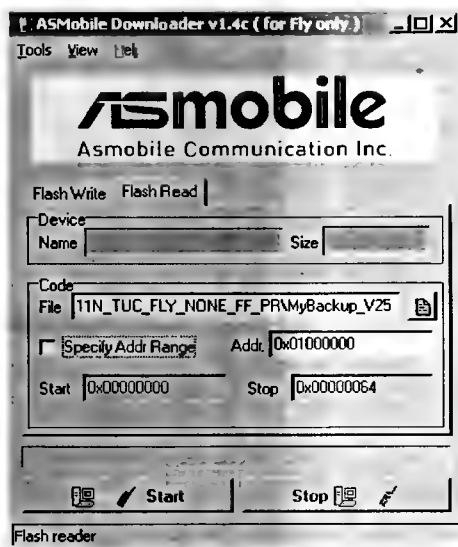 ASMobile Downloader v1.4c ( for Fly only )
Tools View Help
ASmobile
Asmobile Communication Inc.
Flash Write Flash Read
Device
Name Size
Code
File 11N_TUC_FLY_NONE_FF_PR\MyBackup_V25
Specify Addr Range Addr. 0x01000000
Start 0x00000000 Stop 0x00000064
Start Stop
Flash reader